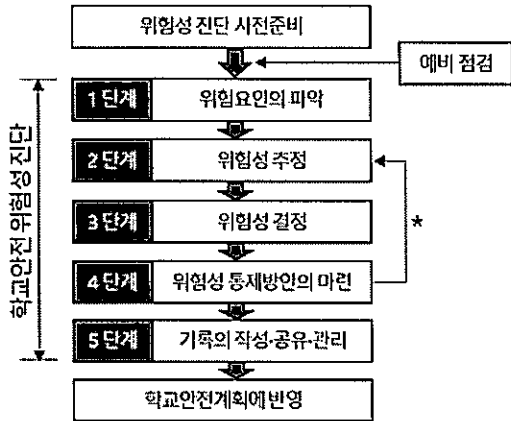 위험성 진단 사전준비
예비 점검
1 단계 위험요인의 파악
2 단계 위험성 추정
3 단계 위험성 결정
*
4 단계 위험성 통제방안의 마련
5 단계 기록의 작성·공유·관리
학교안전계획에 반영
학교안전 위험성 진단